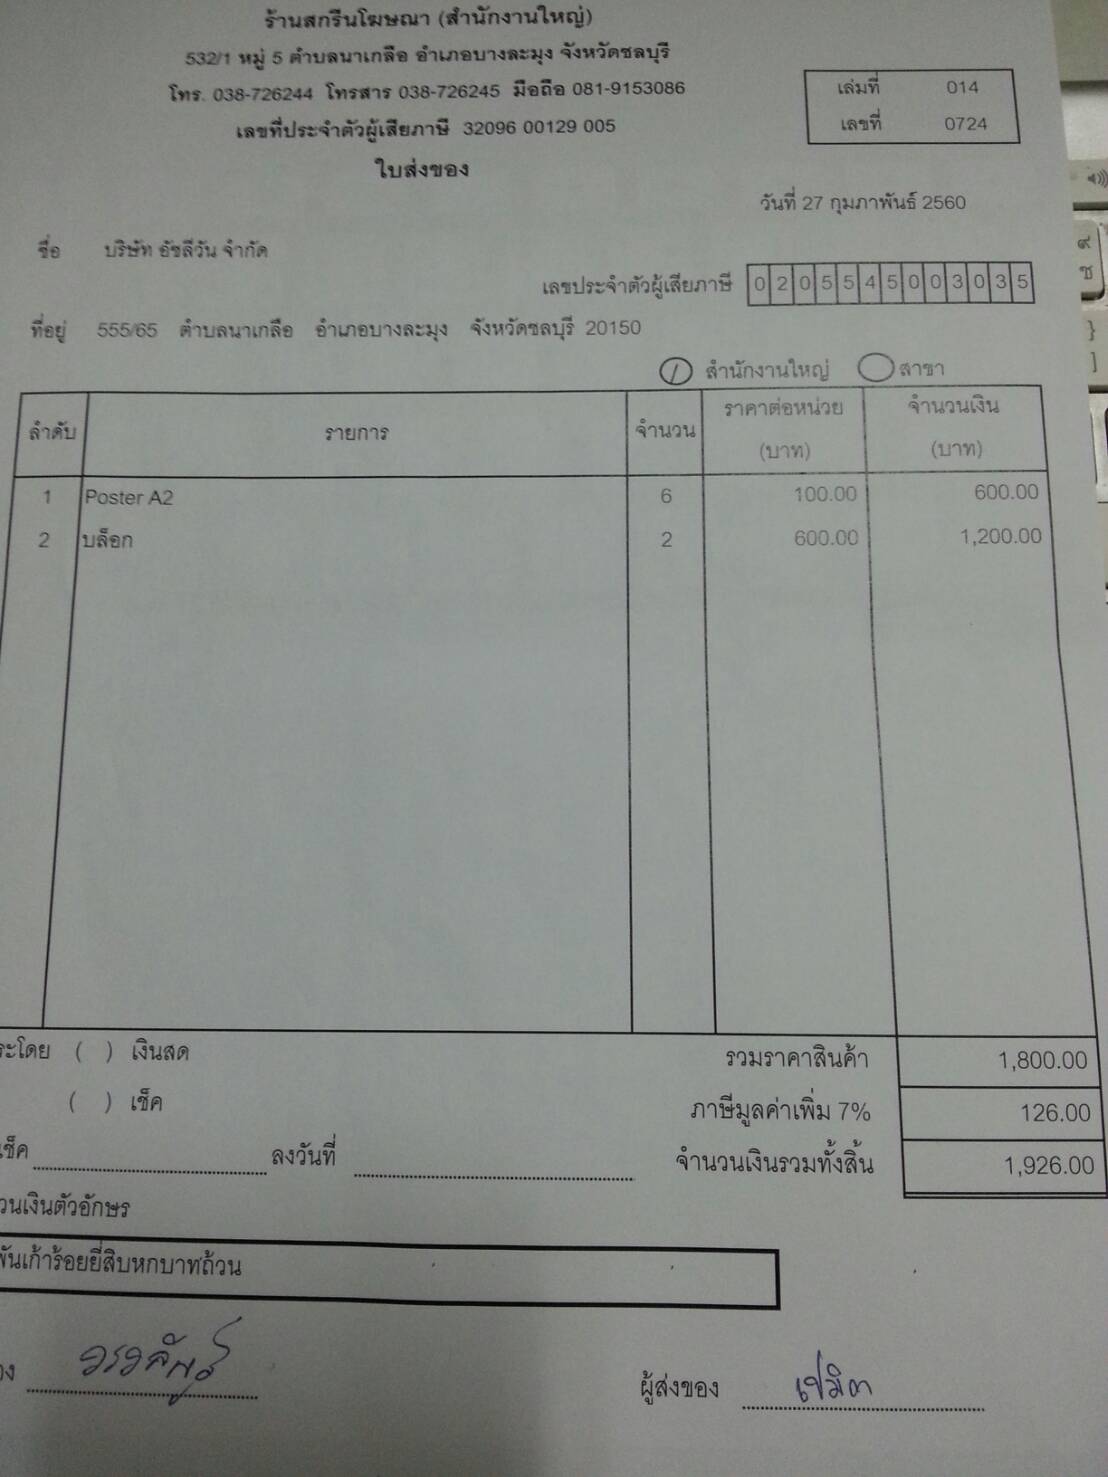 ร้านสกรีนโฆษณา (สำนักงานใหญ่)
532/1 หมู่ 5 ตำบลนาเกลือ อำเภอบางละมุง จังหวัดชลบุรี
โทร. 038-726244 โทรสาร 038-726245 มือถือ 081-9153086
เลขที่ประจำตัวผู้เสียภาษี 32096 00129 005
เล่มที่ 014
เลขที่ 0724
ใบส่งของ
วันที่ 27 กุมภาพันธ์ 2560
ชื่อ บริษัท อัชลีวัน จำกัด
เลขประจำตัวผู้เสียภาษี 0205545003035
ที่อยู่ 555/65 ตำบลนาเกลือ อำเภอบางละมุง จังหวัดชลบุรี 20150
สำนักงานใหญ่ สาขา
ลำดับ รายการ จำนวน ราคาต่อหน่วย (บาท) จำนวนเงิน (บาท)
1 Poster A2 6 100.00 600.00
2 บล็อก 2 600.00 1,200.00
ระโดย ( ) เงินสด รวมราคาสินค้า 1,800.00
( ) เช็ค ภาษีมูลค่าเพิ่ม 7% 126.00
เช็ค ลงวันที่ จำนวนเงินรวมทั้งสิ้น 1,926.00
วนเงินตัวอักษร
พันเก้าร้อยยี่สิบหกบาทถ้วน
ผู้ส่งของ